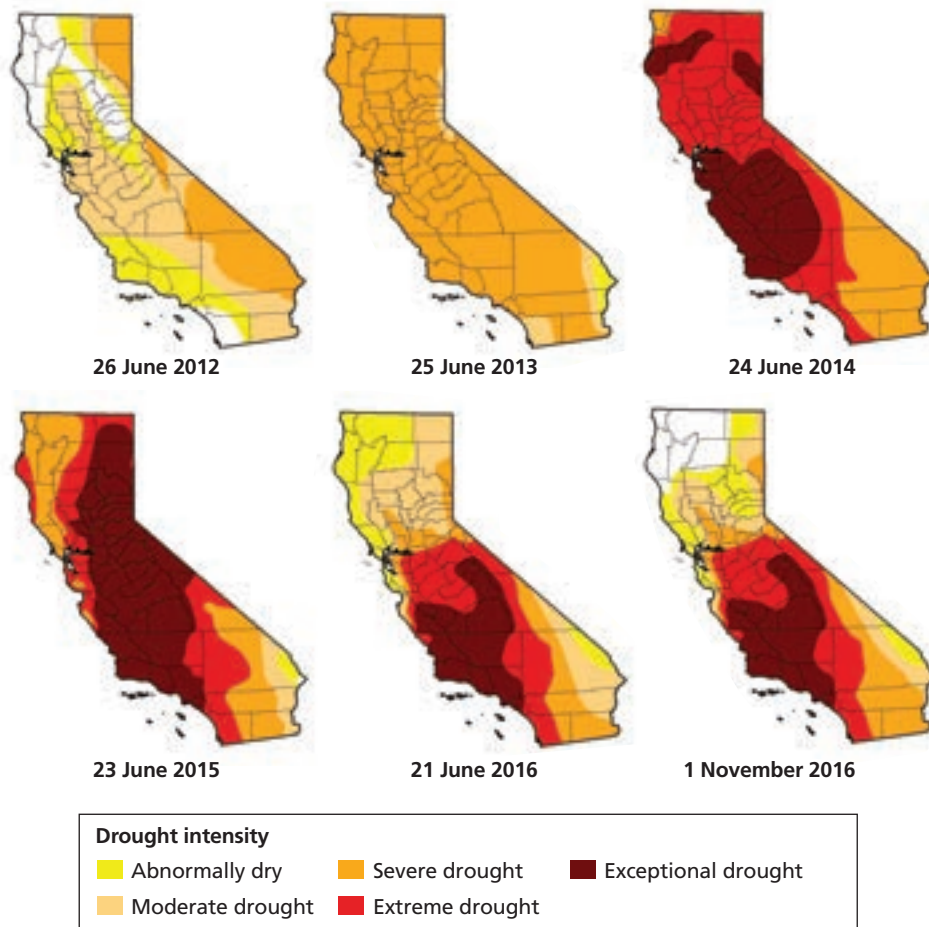 26 June 2012
25 June 2013
24 June 2014
23 June 2015
21 June 2016
1 November 2016
Drought intensity
Abnormally dry
Severe drought
Exceptional drought
Moderate drought
Extreme drought